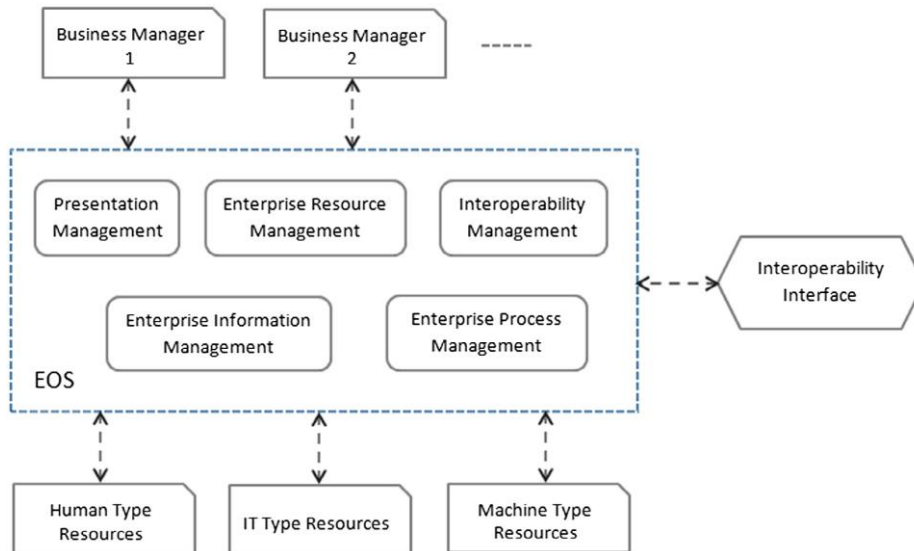 Business Manager
1
Business Manager
2
Presentation
Management
Enterprise Resource
Management
Interoperability
Management
Interoperability
Interface
Enterprise Information
Management
Enterprise Process
Management
EOS
Human Type
Resources
IT Type Resources
Machine Type
Resources